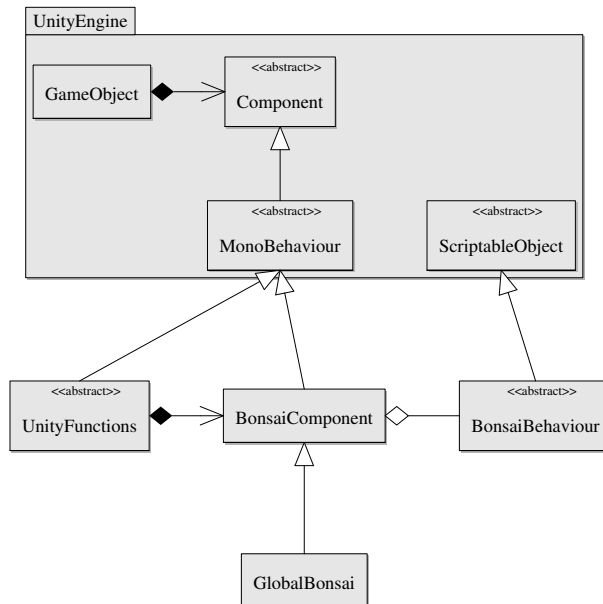 UnityEngine
<<abstract>>
GameObject
Component
<<abstract>>
<<abstract>>
MonoBehaviour
ScriptableObject
<<abstract>>
<<abstract>>
UnityFunctions
BonsaiComponent
BonsaiBehaviour
GlobalBonsai